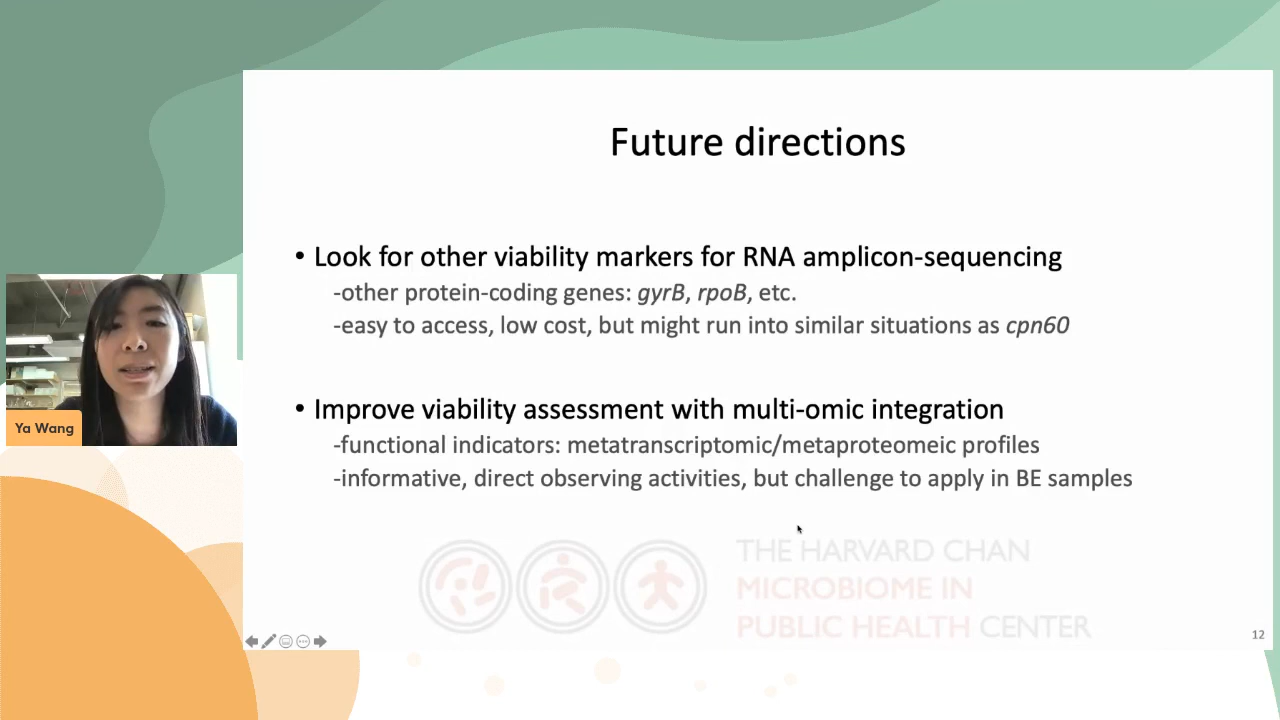 Future directions
• Look for other viability markers for RNA amplicon-sequencing
-other protein-coding genes: gyrB, rpoB, etc.
-easy to access, low cost, but might run into similar situations as cpn60
• Improve viability assessment with multi-omic integration
-functional indicators: metatranscriptomic/metaproteomeic profiles
-informative, direct observing activities, but challenge to apply in BE samples
Ya Wang
THE HARVARD CHAN
MICROBIOME IN
PUBLIC HEALTH CENTER
12